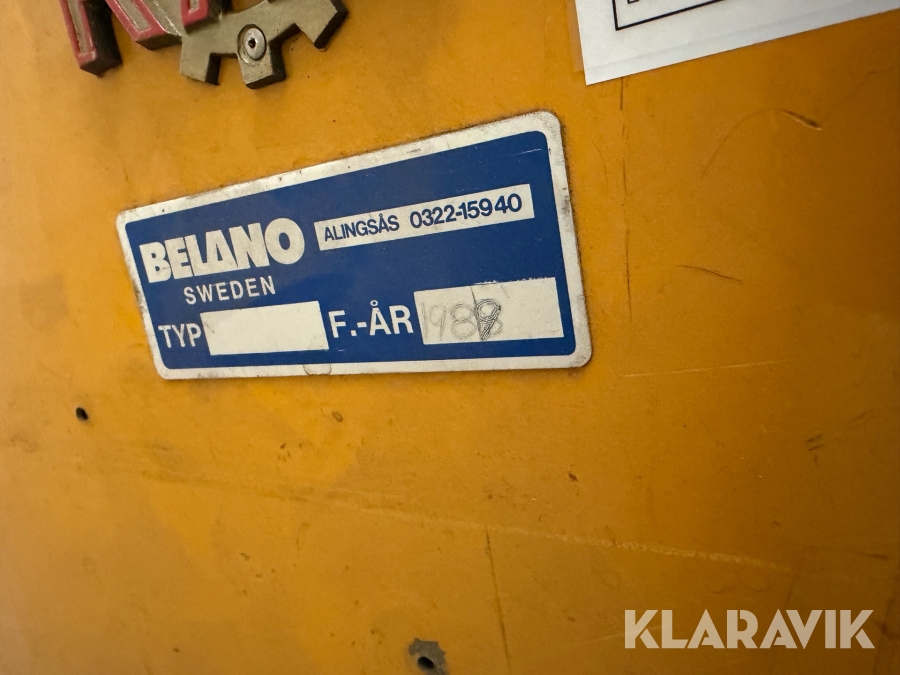 BELANO
ALINGSÅS 0322-15940
SWEDEN
TYP
F.-ÅR
KLARAVIK